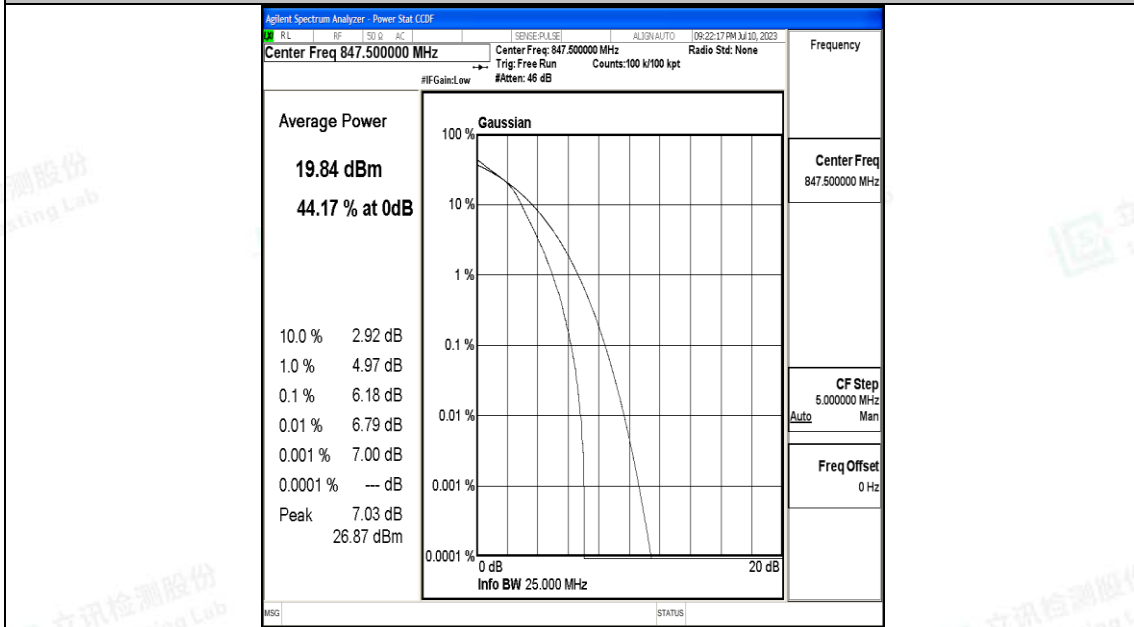 Agilent Spectrum Analyzer - Power Stat CCDF
RL RF 50 Ω AC SENSE:PULSE ALIGN AUTO 09:22:17 PM Jul 10, 2023
Center Freq 847.500000 MHz
Center Freq: 847.500000 MHz Radio Std: None
Trig: Free Run Counts:100 k/100 kpt
#IFGain:Low #Atten: 46 dB
Frequency
Average Power
19.84 dBm
44.17 % at 0dB
10.0 % 2.92 dB
1.0 % 4.97 dB
0.1 % 6.18 dB
0.01 % 6.79 dB
0.001 % 7.00 dB
0.0001 % --- dB
Peak 7.03 dB
26.87 dBm
Gaussian
100 %
10 %
1 %
0.1 %
0.01 %
0.001 %
0.0001 %
0 dB 20 dB
Info BW 25.000 MHz
Center Freq
847.500000 MHz
CF Step
5.000000 MHz
Auto Man
Freq Offset
0 Hz
MSG STATUS
立讯检测股份